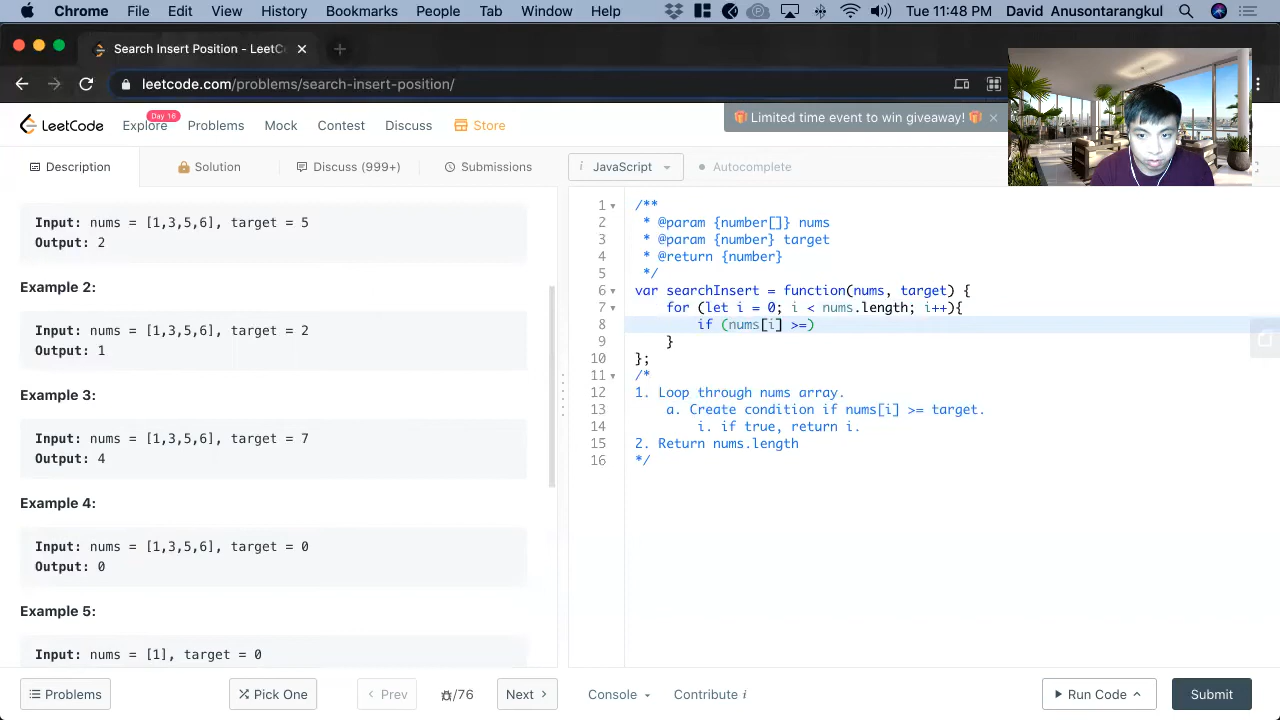 Chrome File Edit View History Bookmarks People Tab Window Help Tue 11:48 PM David Anusontarangkul
Search Insert Position - LeetCo
leetcode.com/problems/search-insert-position/
LeetCode Explore Day 16 Problems Mock Contest Discuss Store
🎁 Limited time event to win giveaway! 🎁 ×
Description Solution Discuss (999+) Submissions
i JavaScript Autocomplete
Input: nums = [1,3,5,6], target = 5
Output: 2
Example 2:
Input: nums = [1,3,5,6], target = 2
Output: 1
Example 3:
Input: nums = [1,3,5,6], target = 7
Output: 4
Example 4:
Input: nums = [1,3,5,6], target = 0
Output: 0
Example 5:
Input: nums = [1], target = 0
1 /**
2 * @param {number[]} nums
3 * @param {number} target
4 * @return {number}
5 */
6 var searchInsert = function(nums, target) {
7 for (let i = 0; i < nums.length; i++){
8 if (nums[i] >=)
9 }
10 };
11 /*
12 1. Loop through nums array.
13 a. Create condition if nums[i] >= target.
14 i. if true, return i.
15 2. Return nums.length
16 */
Problems Pick One < Prev /76 Next > Console Contribute i Run Code Submit